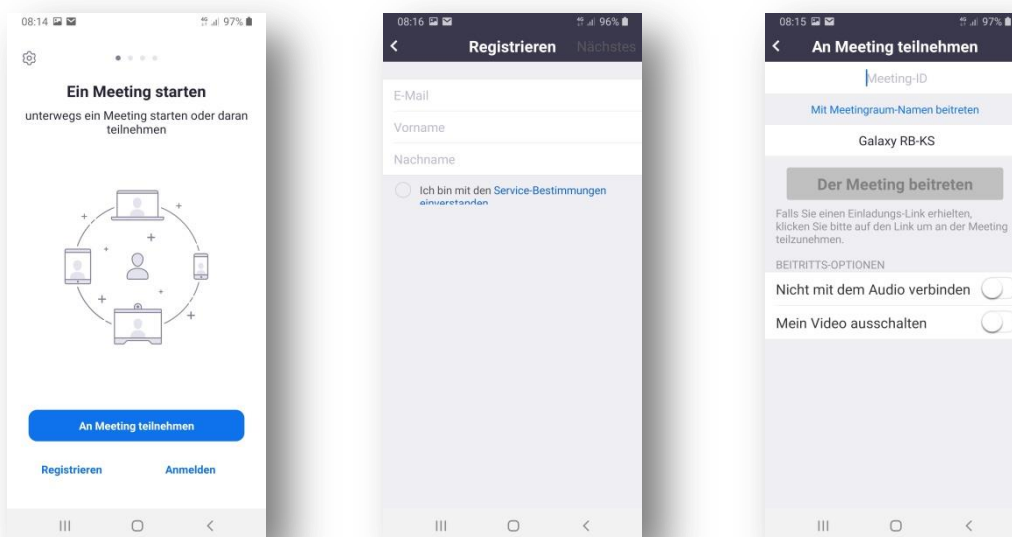 08:14 97%
Ein Meeting starten
unterwegs ein Meeting starten oder daran
teilnehmen
An Meeting teilnehmen
Registrieren Anmelden
08:16 96%
Registrieren Nächstes
E-Mail
Vorname
Nachname
Ich bin mit den Service-Bestimmungen
einverstanden
08:15 97%
An Meeting teilnehmen
Meeting-ID
Mit Meetingraum-Namen beitreten
Galaxy RB-KS
Der Meeting beitreten
Falls Sie einen Einladungs-Link erhielten,
klicken Sie bitte auf den Link um an der Meeting
teilzunehmen.
BEITRITTS-OPTIONEN
Nicht mit dem Audio verbinden
Mein Video ausschalten